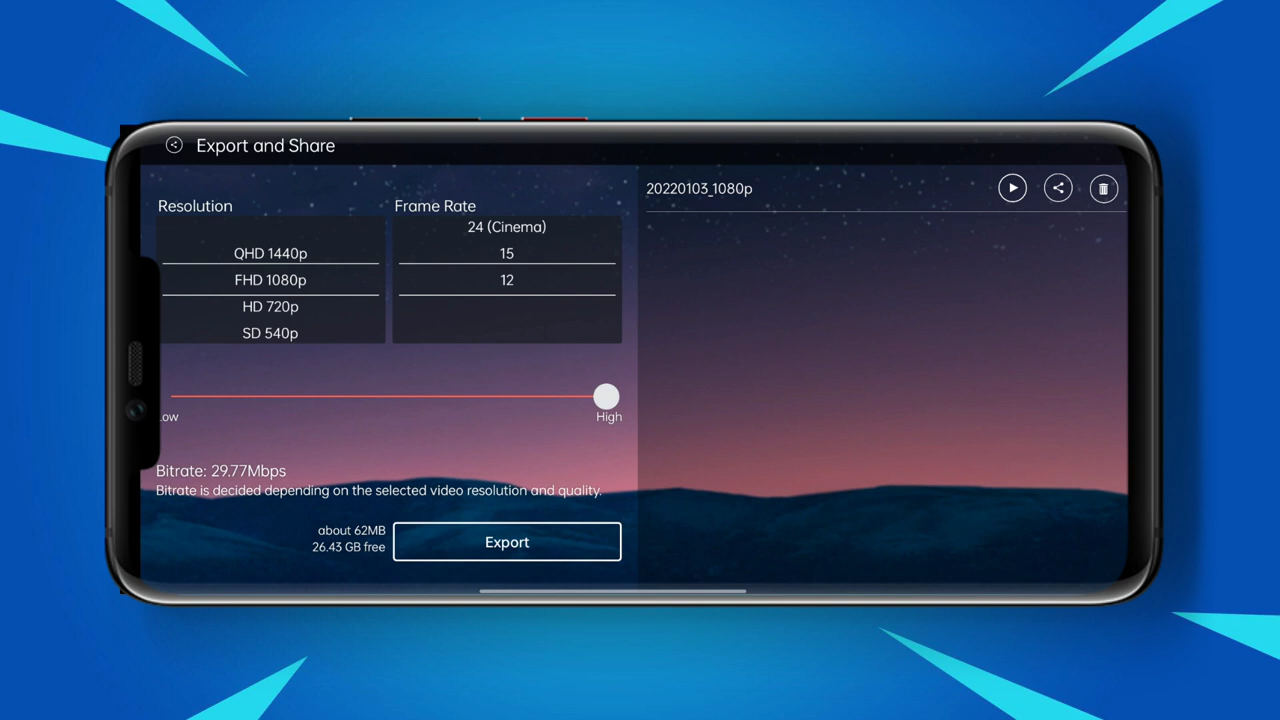 Export and Share
Resolution
QHD 1440p
FHD 1080p
HD 720p
SD 540p
Frame Rate
24 (Cinema)
15
12
ow
High
Bitrate: 29.77Mbps
Bitrate is decided depending on the selected video resolution and quality.
about 62MB
26.43 GB free
Export
20220103_1080p